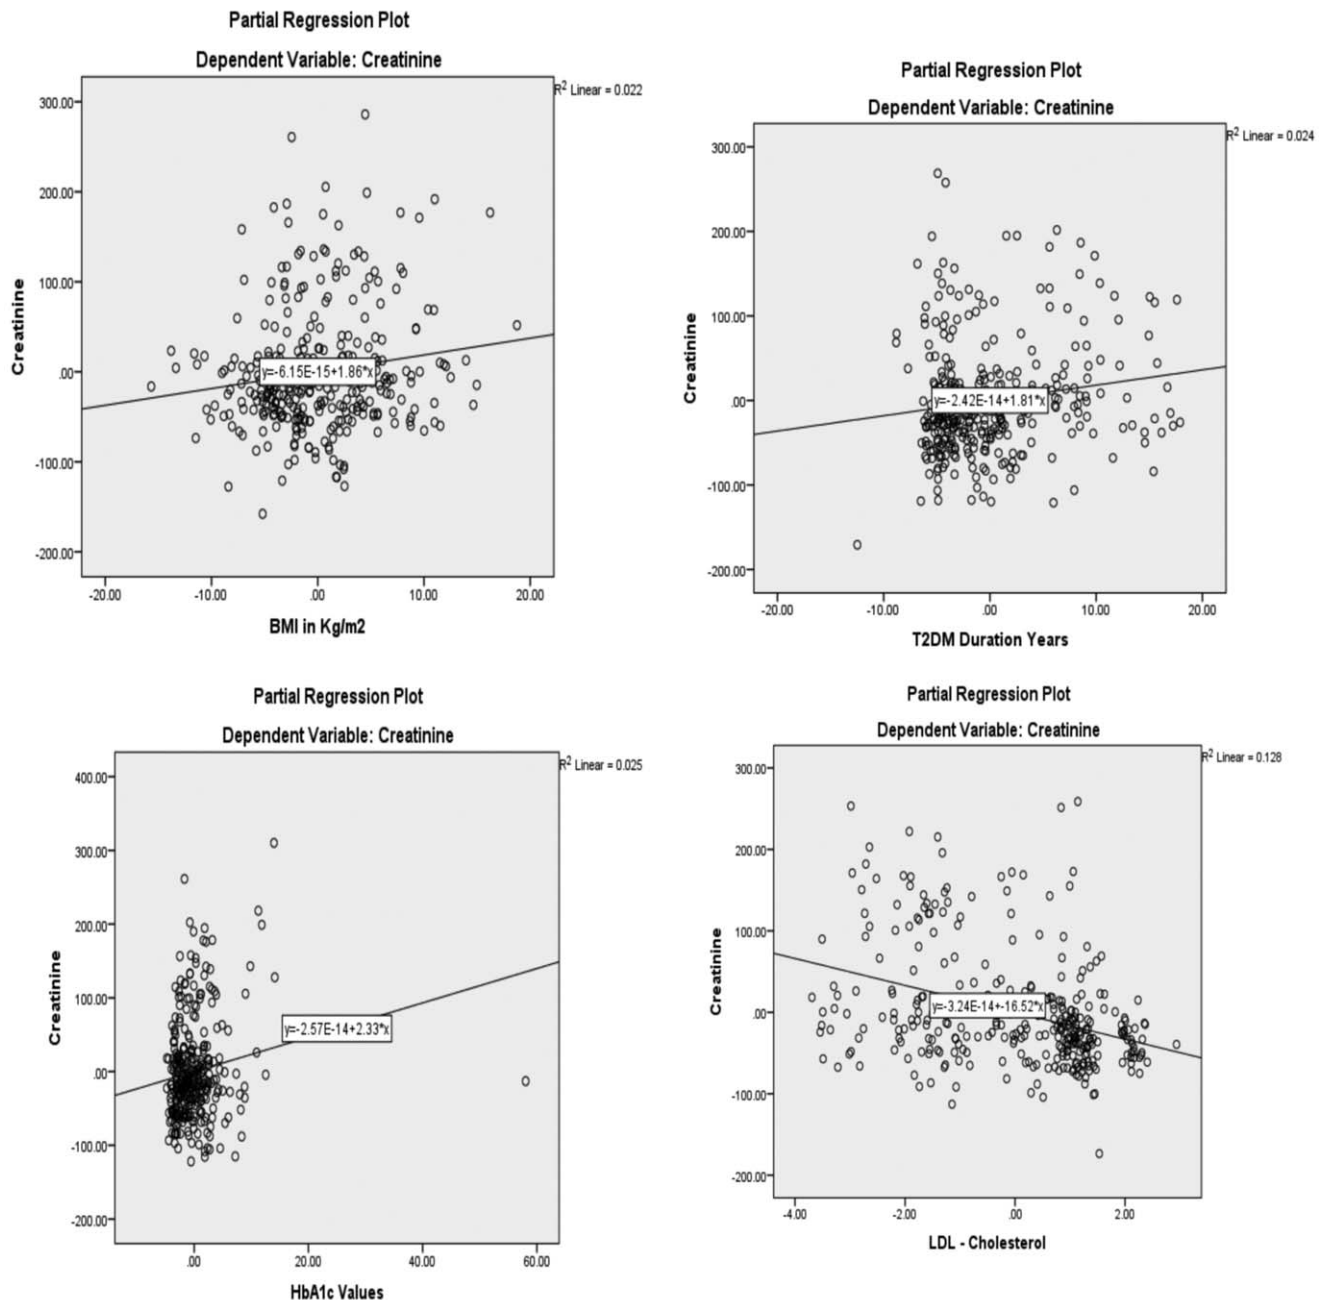 Partial Regression Plot
Dependent Variable: Creatinine
R2 Linear = 0.022
300.00
200.00
100.00
.00
-100.00
-200.00
Creatinine
y=-6.15E-15+1.86*x
-20.00 -10.00 .00 10.00 20.00
BMI in Kg/m2
Partial Regression Plot
Dependent Variable: Creatinine
R2 Linear = 0.024
300.00
200.00
100.00
.00
-100.00
-200.00
Creatinine
y=-2.42E-14+1.81*x
-20.00 -10.00 .00 10.00 20.00
T2DM Duration Years
Partial Regression Plot
Dependent Variable: Creatinine
R2 Linear = 0.025
400.00
300.00
200.00
100.00
.00
-100.00
-200.00
Creatinine
y=-2.57E-14+2.33*x
.00 20.00 40.00 60.00
HbA1c Values
Partial Regression Plot
Dependent Variable: Creatinine
R2 Linear = 0.128
300.00
200.00
100.00
.00
-100.00
-200.00
Creatinine
y=-3.24E-14+-16.52*x
-4.00 -2.00 .00 2.00
LDL - Cholesterol